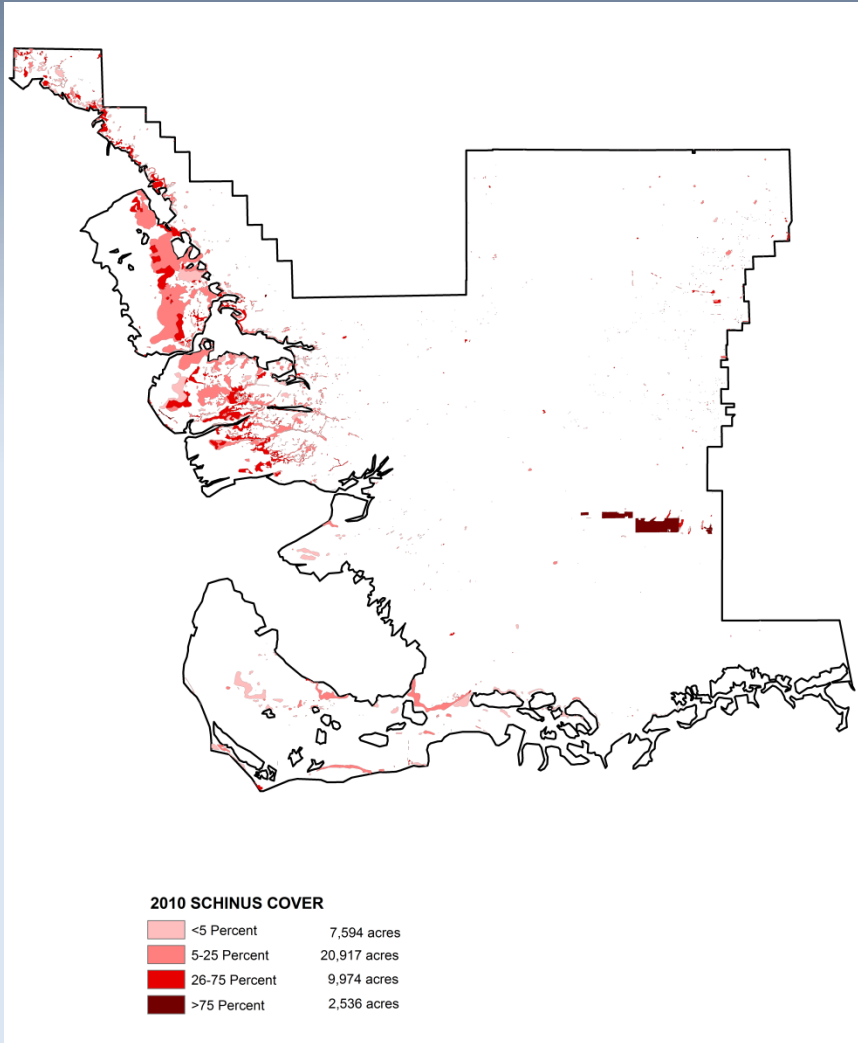 2010 SCHINUS COVER
<5 Percent 7,594 acres
5-25 Percent 20,917 acres
26-75 Percent 9,974 acres
>75 Percent 2,536 acres